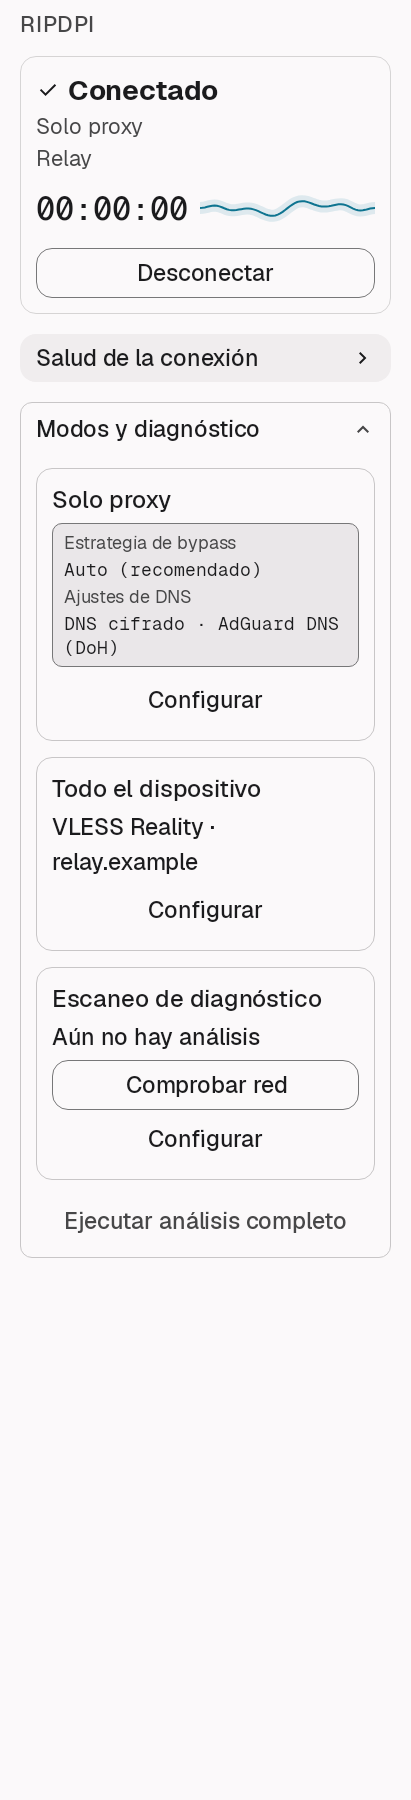 RIPDPI
Conectado
Solo proxy
Relay
00:00:00
Desconectar
Salud de la conexión
Modos y diagnóstico
Solo proxy
Estrategia de bypass
Auto (recomendado)
Ajustes de DNS
DNS cifrado · AdGuard DNS
(DoH)
Configurar
Todo el dispositivo
VLESS Reality ·
relay.example
Configurar
Escaneo de diagnóstico
Aún no hay análisis
Comprobar red
Configurar
Ejecutar análisis completo